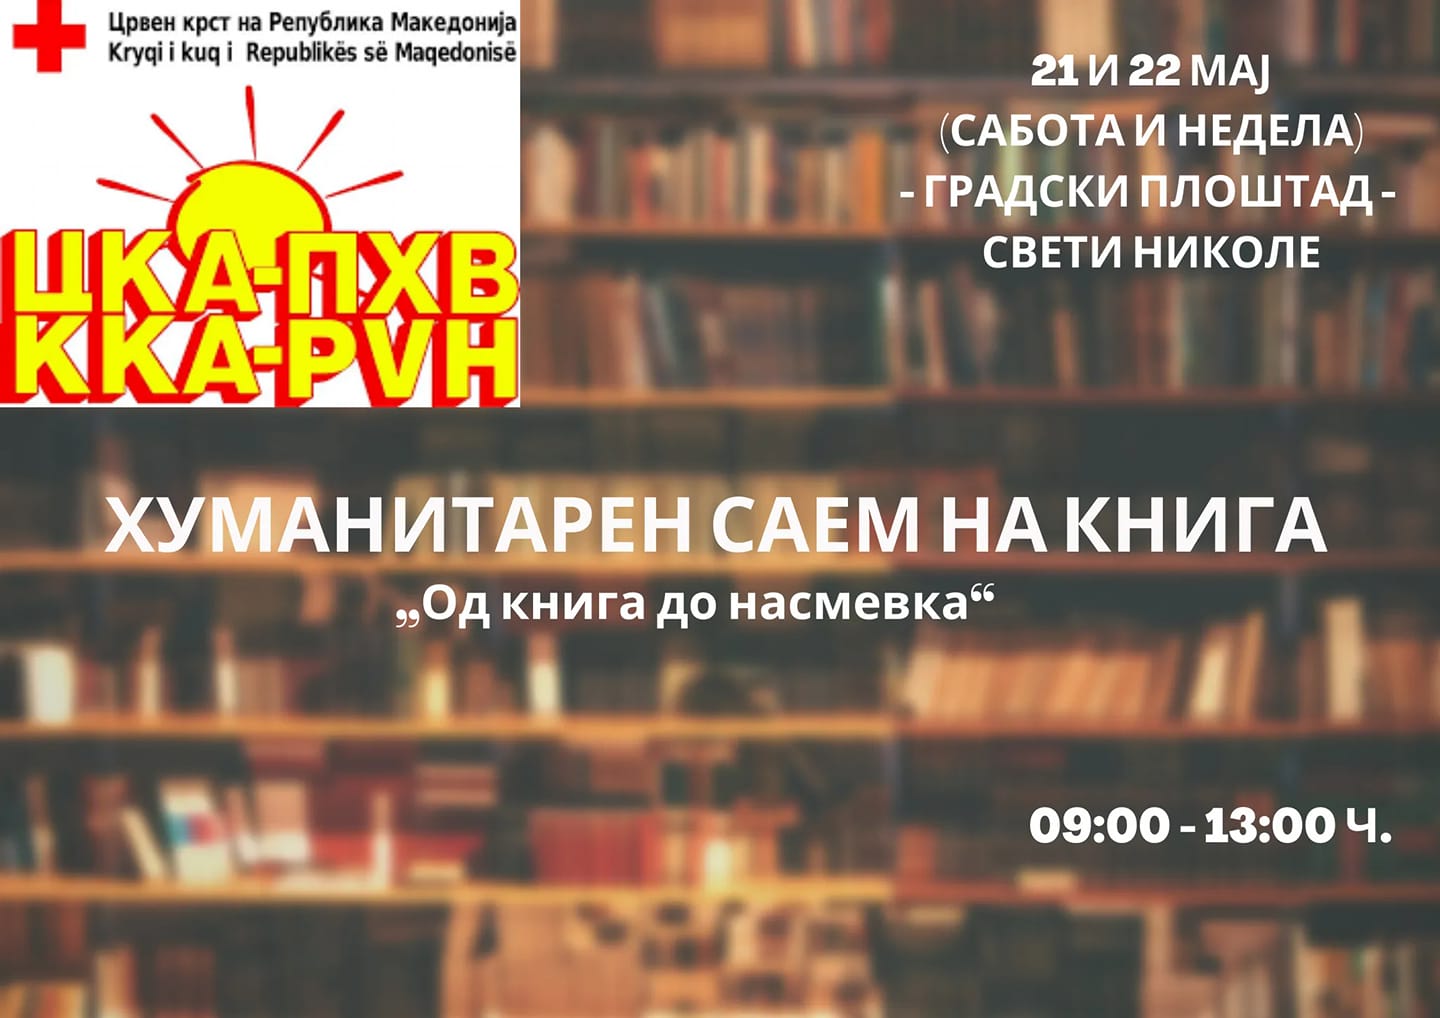 Црвен крст на Република Македонија
Kryqi i kuq i Republikës së Maqedonisë
ЦКА-ПХВ
KKA-PVH
21 И 22 МАЈ
(САБОТА И НЕДЕЛА)
- ГРАДСКИ ПЛОШТАД -
СВЕТИ НИКОЛЕ
ХУМАНИТАРЕН САЕМ НА КНИГА
„Од книга до насмевка“
09:00 - 13:00 Ч.